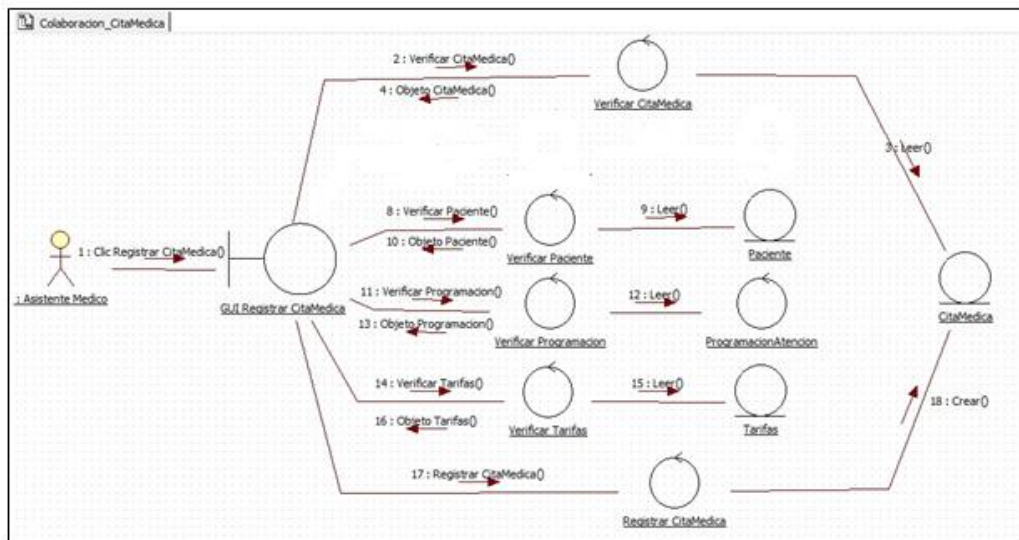 Colaboracion_CitaMedica
2 : Verificar CitaMedica()
4 : Objeto CitaMedica()
Verificar CitaMedica
3 : Leer()
8 : Verificar Paciente()
9 : Leer()
10 : Objeto Paciente()
Verificar Paciente
Paciente
1 : Clic Registrar CitaMedica()
: Asistente Medico
GUI Registrar CitaMedica
11 : Verificar Programacion()
12 : Leer()
13 : Objeto Programacion()
Verificar Programacion
ProgramacionAtencion
CitaMedica
14 : Verificar Tarifas()
15 : Leer()
16 : Objeto Tarifas()
Verificar Tarifas
Tarifas
18 : Crear()
17 : Registrar CitaMedica()
Registrar CitaMedica